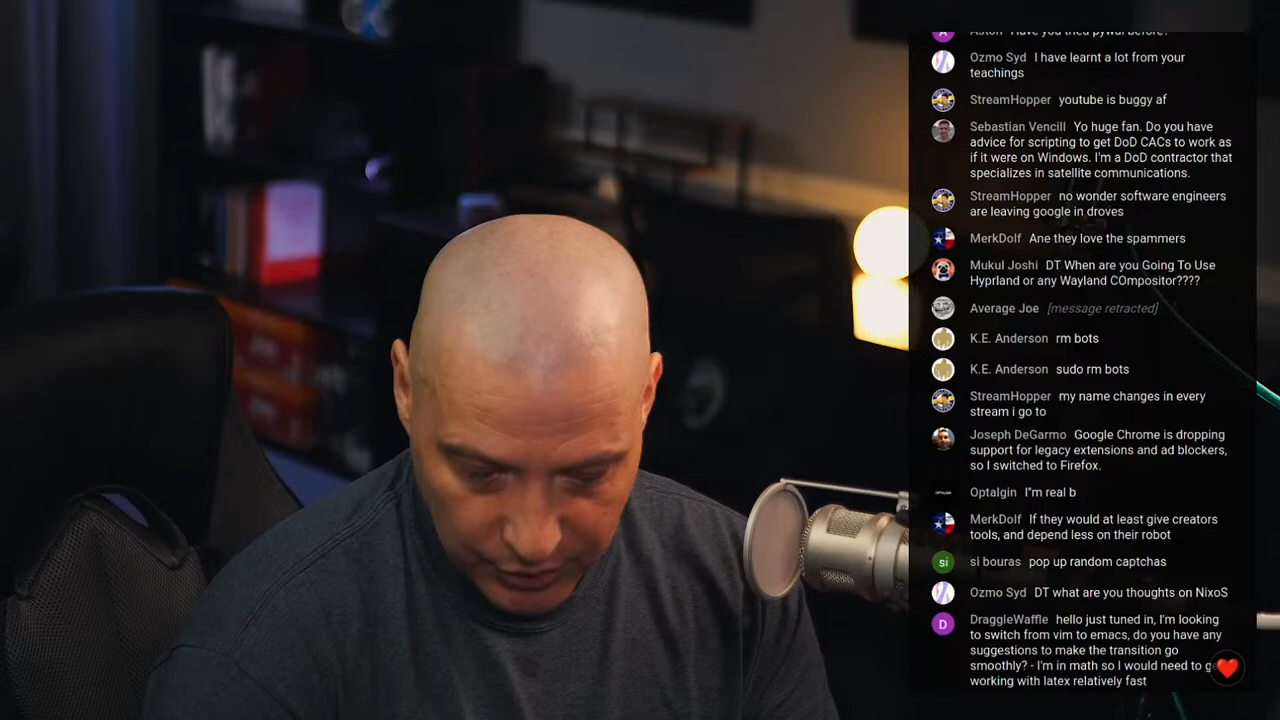 Aston Have you tried pywal before?
Ozmo Syd I have learnt a lot from your
teachings
StreamHopper youtube is buggy af
Sebastian Vencill Yo huge fan. Do you have
advice for scripting to get DoD CACs to work as
if it were on Windows. I'm a DoD contractor that
specializes in satellite communications.
StreamHopper no wonder software engineers
are leaving google in droves
MerkDolf Ane they love the spammers
Mukul Joshi DT When are you Going To Use
Hyprland or any Wayland COmpositor????
Average Joe [message retracted]
K.E. Anderson rm bots
K.E. Anderson sudo rm bots
StreamHopper my name changes in every
stream i go to
Joseph DeGarmo Google Chrome is dropping
support for legacy extensions and ad blockers,
so I switched to Firefox.
Optalgin I"m real b
MerkDolf If they would at least give creators
tools, and depend less on their robot
si
si bouras pop up random captchas
Ozmo Syd DT what are you thoughts on NixoS
D
DraggleWaffle hello just tuned in, I'm looking
to switch from vim to emacs, do you have any
suggestions to make the transition go
smoothly? - I'm in math so I would need to
working with latex relatively fast